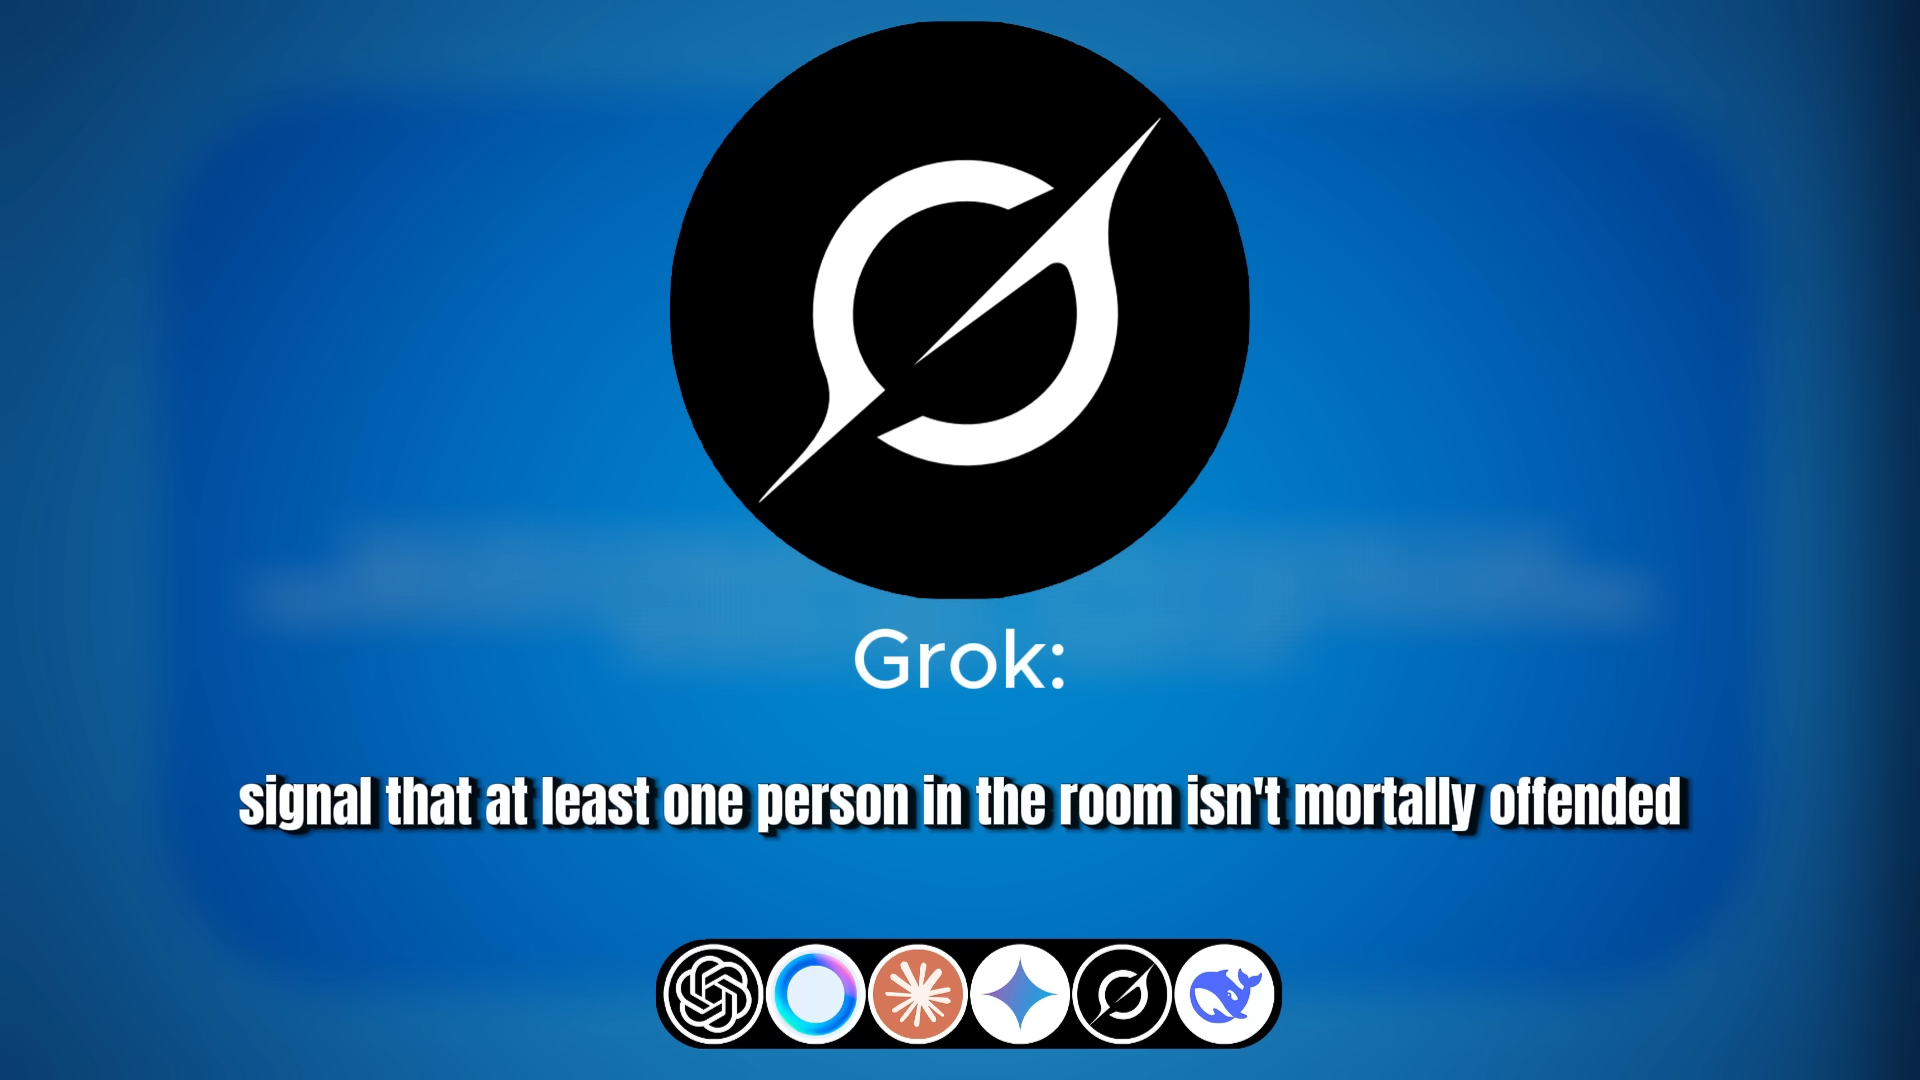 Grok:
signal that at least one person in the room isn't mortally offended